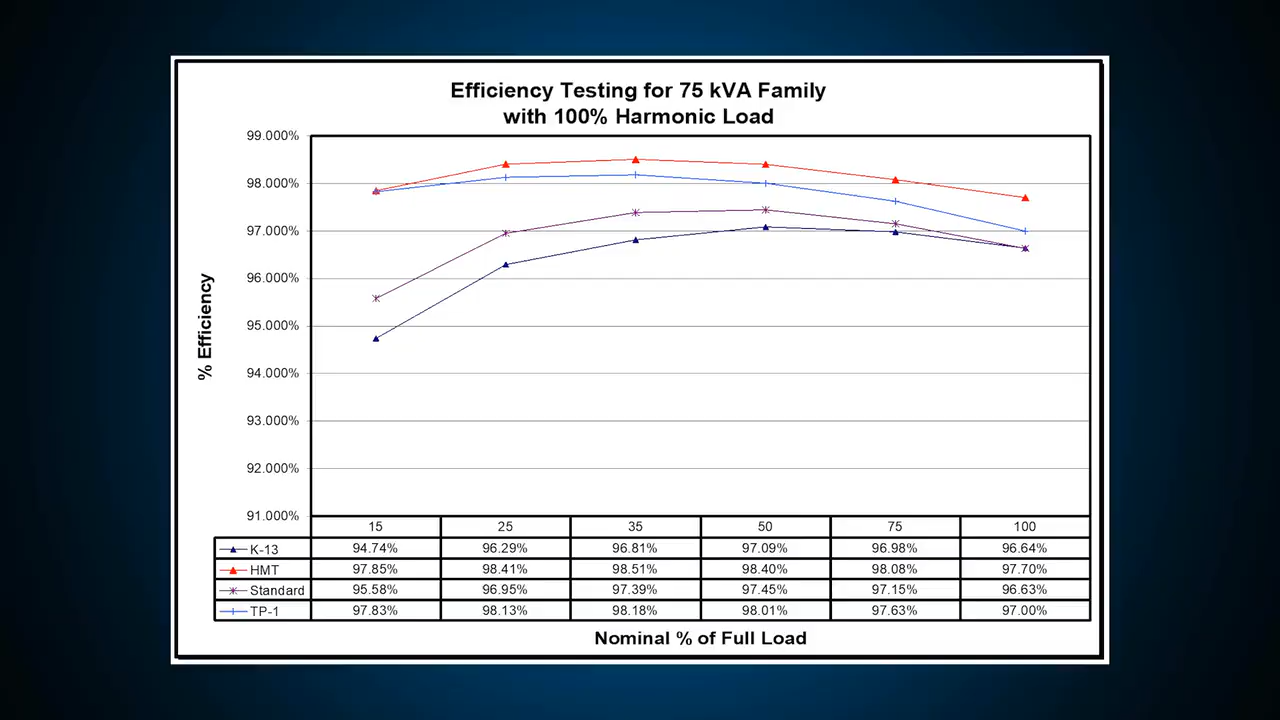 Efficiency Testing for 75 kVA Family
with 100% Harmonic Load
99.000%
98.000%
97.000%
96.000%
95.000%
94.000%
93.000%
92.000%
91.000%
% Efficiency
15 25 35 50 75 100
K-13 94.74% 96.29% 96.81% 97.09% 96.98% 96.64%
HMT 97.85% 98.41% 98.51% 98.40% 98.08% 97.70%
Standard 95.58% 96.95% 97.39% 97.45% 97.15% 96.63%
TP-1 97.83% 98.13% 98.18% 98.01% 97.63% 97.00%
Nominal % of Full Load